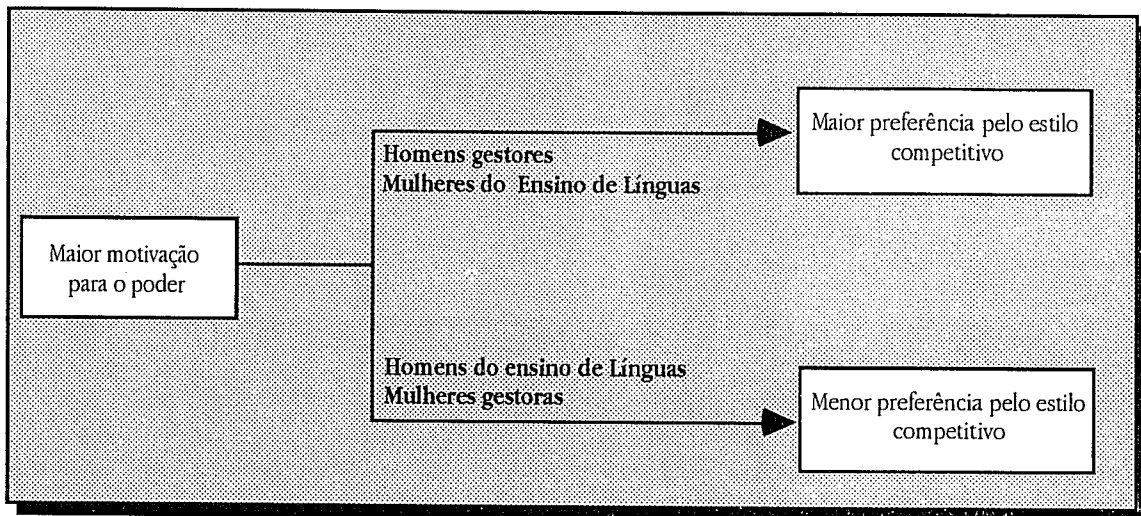 Maior motivação
para o poder
Homens gestores
Mulheres do Ensino de Línguas
Maior preferência pelo estilo
competitivo
Homens do ensino de Línguas
Mulheres gestoras
Menor preferência pelo estilo
competitivo